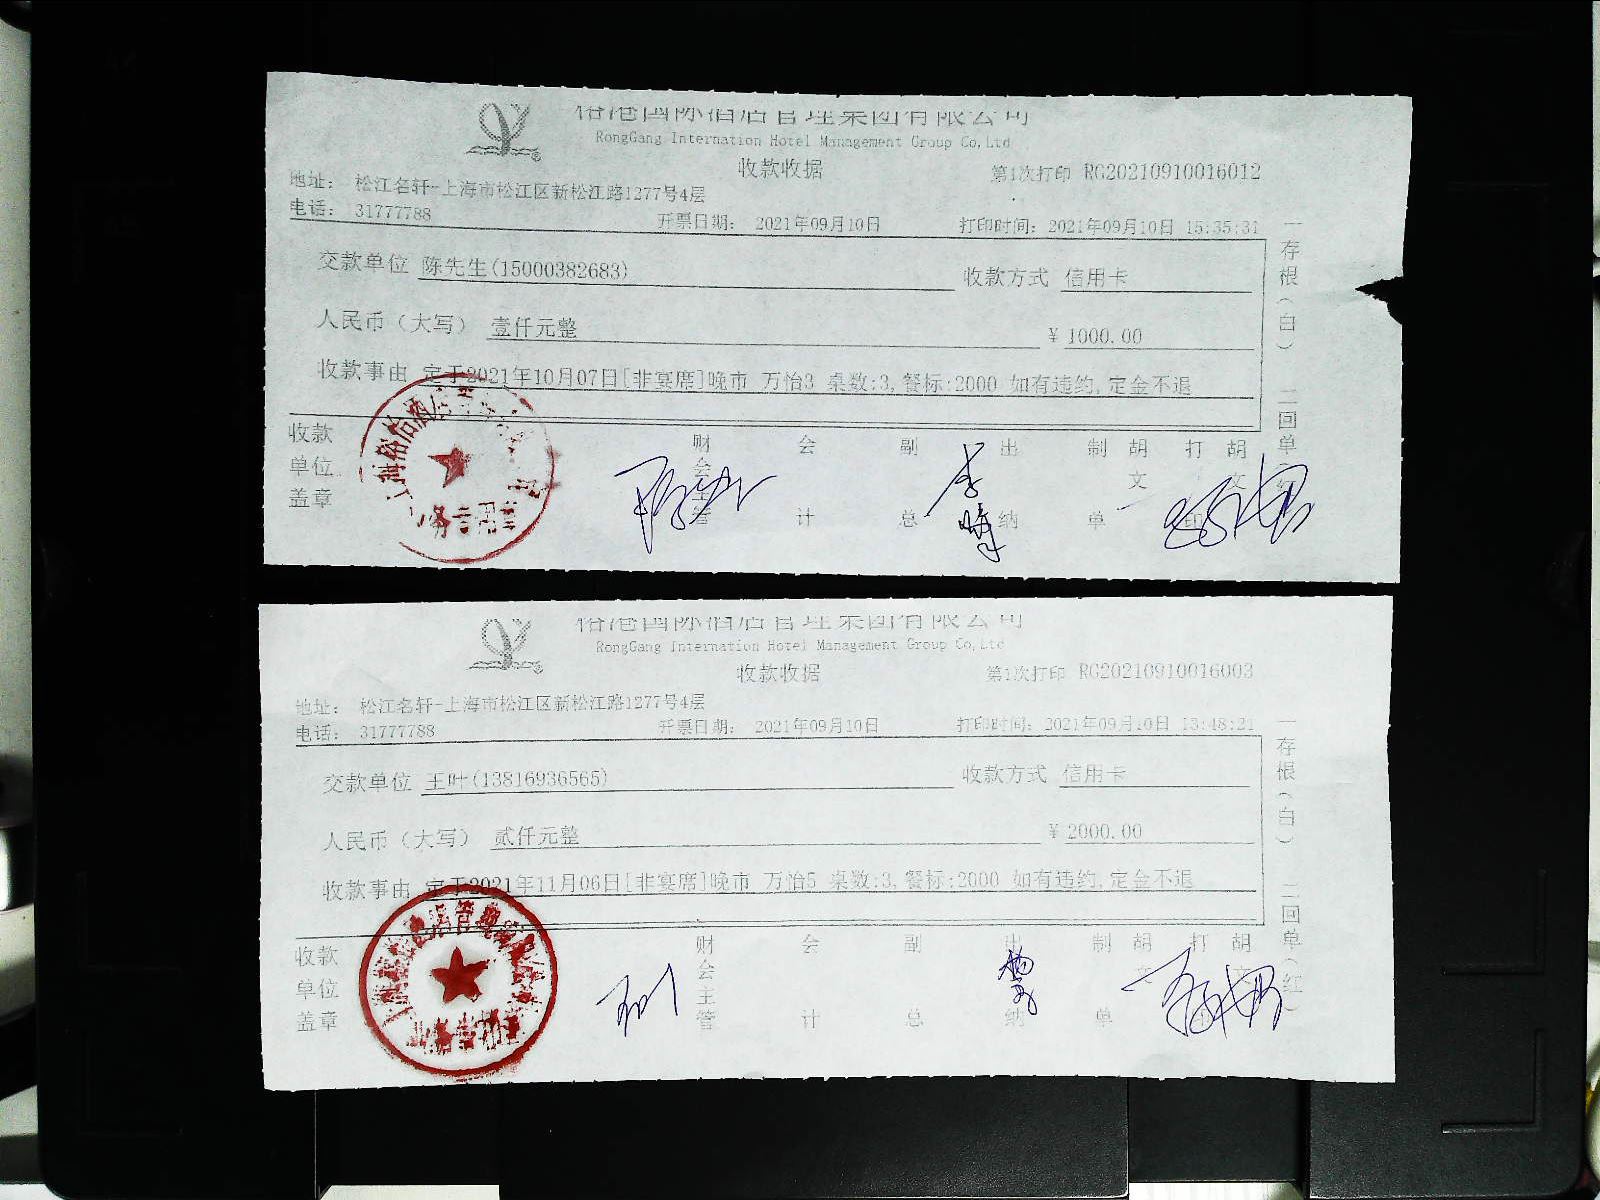 裕港国际酒店管理集团有限公司
RongGang Internation Hotel Management Group Co,Ltd
收款收据
第1次打印 RG20210910016012
地址： 松江名轩-上海市松江区新松江路1277号4层
电话： 31777788
开票日期： 2021年09月10日
打印时间：2021年09月10日 15:35:31
交款单位 陈先生(15000382683)
收款方式 信用卡
人民币（大写） 壹仟元整
¥ 1000.00
收款事由 定于2021年10月07日[非宴席]晚市 万怡3 桌数:3,餐标:2000 如有违约,定金不退
收款单位盖章
财会主管 会计 副总 出纳 制单 胡文 打印 胡文
一存根（白） 二回单（红
裕港国际酒店管理集团有限公司
RongGang Internation Hotel Management Group Co,Ltd
收款收据
第1次打印 RG20210910016003
地址： 松江名轩-上海市松江区新松江路1277号4层
电话： 31777788
开票日期： 2021年09月10日
打印时间：2021年09月10日 13:48:21
交款单位 王叶(13816936565)
收款方式 信用卡
人民币（大写） 贰仟元整
¥ 2000.00
收款事由 定于2021年11月06日[非宴席]晚市 万怡5 桌数:3,餐标:2000 如有违约,定金不退
收款单位盖章
财会主管 会计 副总 出纳 制单 胡文 打印 胡文
一存根（白） 二回单（红）